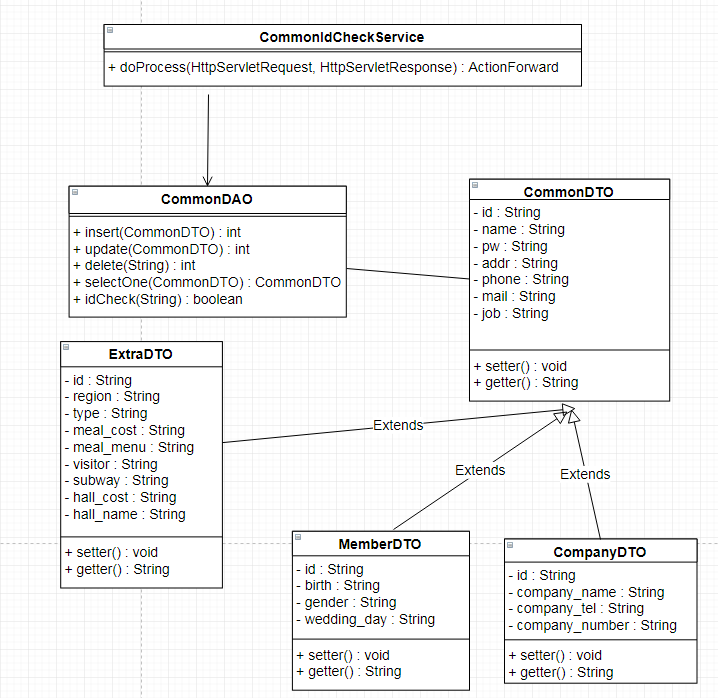 CommonIdCheckService
+ doProcess(HttpServletRequest, HttpServletResponse) : ActionForward
CommonDAO
+ insert(CommonDTO) : int
+ update(CommonDTO) : int
+ delete(String) : int
+ selectOne(CommonDTO) : CommonDTO
+ idCheck(String) : boolean
CommonDTO
- id : String
- name : String
- pw : String
- addr : String
- phone : String
- mail : String
- job : String
+ setter() : void
+ getter() : String
ExtraDTO
- id : String
- region : String
- type : String
- meal_cost : String
- meal_menu : String
- visitor : String
- subway : String
- hall_cost : String
- hall_name : String
+ setter() : void
+ getter() : String
Extends
Extends
Extends
MemberDTO
- id : String
- birth : String
- gender : String
- wedding_day : String
+ setter() : void
+ getter() : String
CompanyDTO
- id : String
- company_name : String
- company_tel : String
- company_number : String
+ setter() : void
+ getter() : String